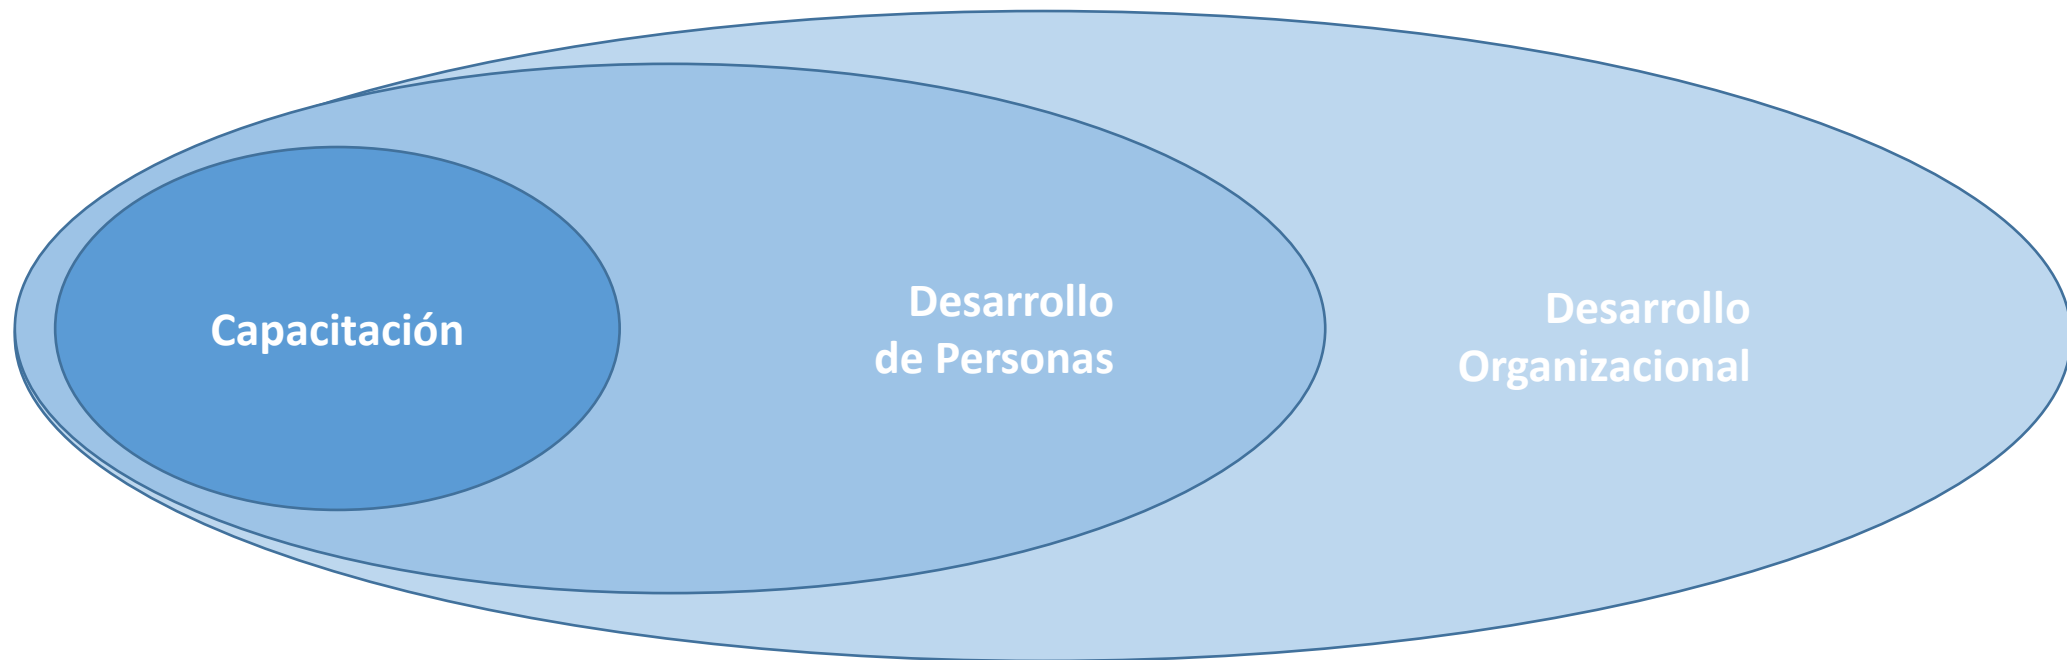 Capacitación
Desarrollo
de Personas
Desarrollo
Organizacional